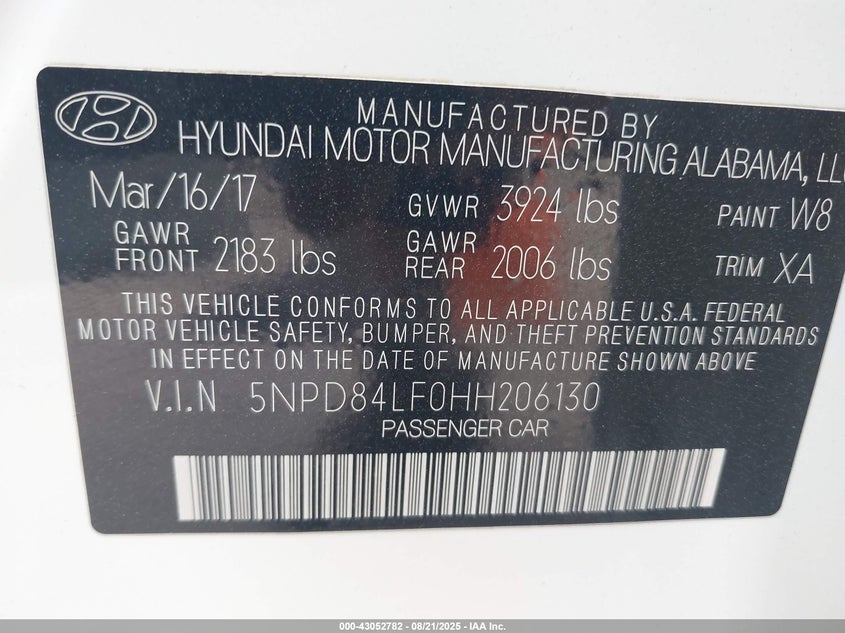 MANUFACTURED BY
HYUNDAI MOTOR MANUFACTURING ALABAMA, LLC
Mar/16/17 GVWR 3924 lbs PAINT W8
GAWR FRONT 2183 lbs GAWR REAR 2006 lbs TRIM XA
THIS VEHICLE CONFORMS TO ALL APPLICABLE U.S.A. FEDERAL
MOTOR VEHICLE SAFETY, BUMPER, AND THEFT PREVENTION STANDARDS
IN EFFECT ON THE DATE OF MANUFACTURE SHOWN ABOVE
V.I.N 5NPD84LF0HH206130
PASSENGER CAR
000-43052782 - 08/21/2025 - IAA Inc.